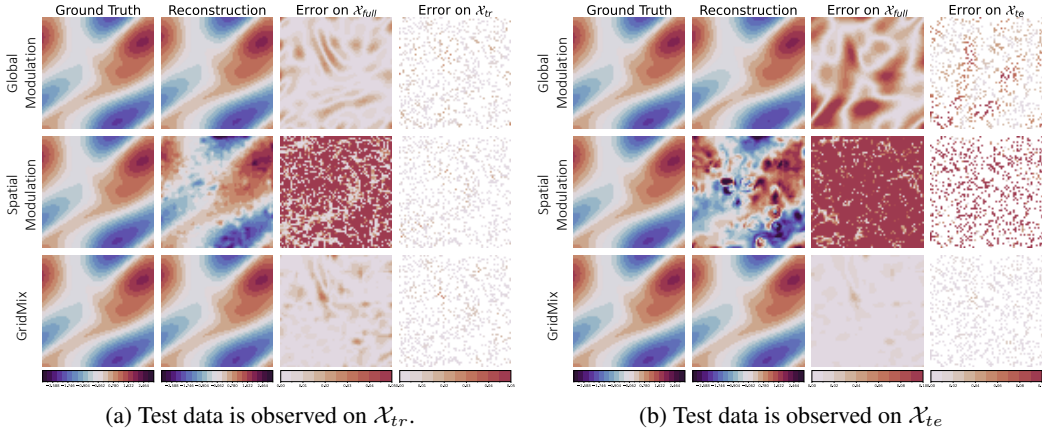 Ground Truth Reconstruction Error on 𝒳full Error on 𝒳tr
Global Modulation
Spatial Modulation
GridMix
(a) Test data is observed on 𝒳tr.
Ground Truth Reconstruction Error on 𝒳full Error on 𝒳te
Global Modulation
Spatial Modulation
GridMix
(b) Test data is observed on 𝒳te